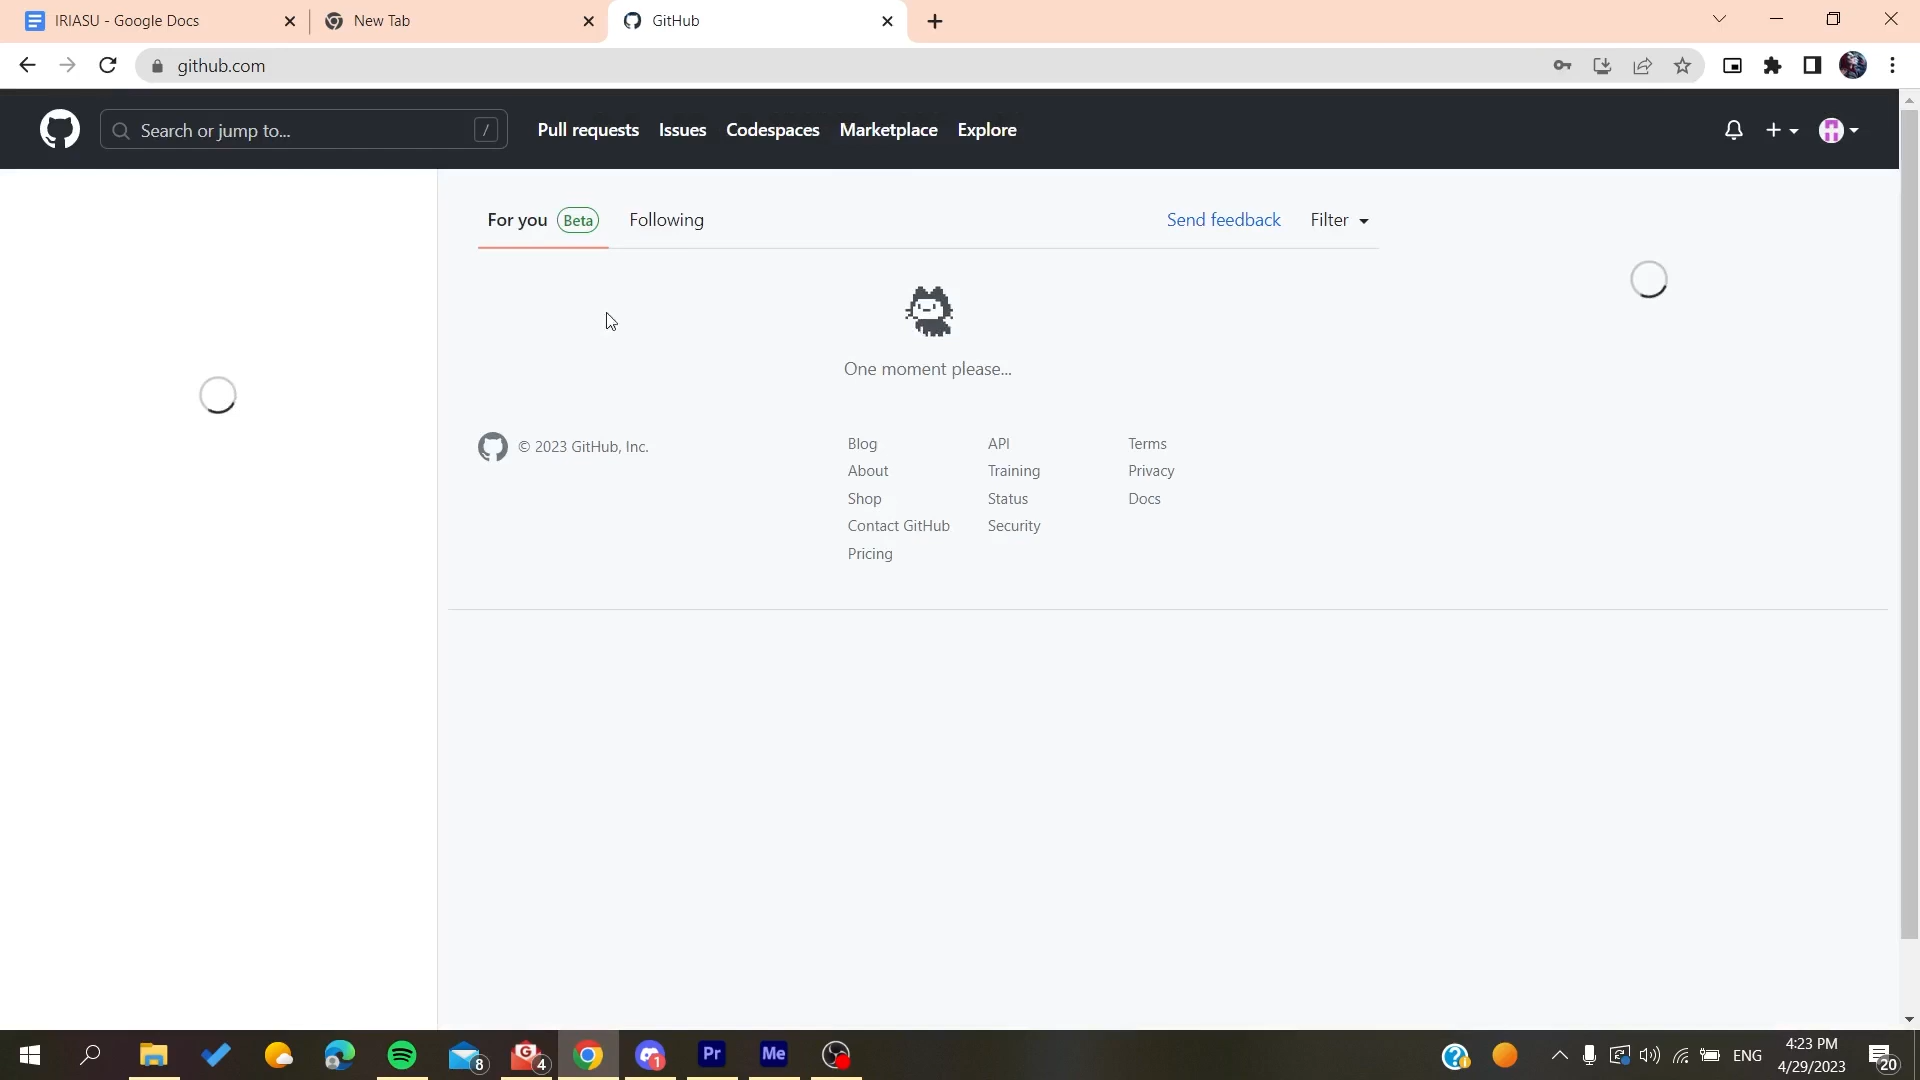 IRIASU - Google Docs
New Tab
GitHub
github.com
Search or jump to...
/
Pull requests
Issues
Codespaces
Marketplace
Explore
For you
Beta
Following
Send feedback
Filter
One moment please...
© 2023 GitHub, Inc.
Blog
About
Shop
Contact GitHub
Pricing
API
Training
Status
Security
Terms
Privacy
Docs
8
G
4
1
Pr
Me
ENG
4:23 PM
4/29/2023
20